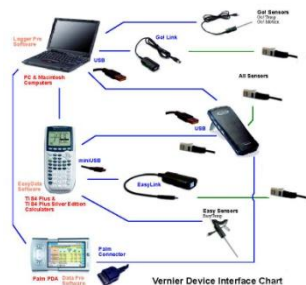 Go! Sensors
Go! Temp
Go! Motion
Logger Pro
Software
Go! Link
USB
PC & Macintosh
Computers
All Sensors
USB
miniUSB
EasyData
Software
EasyLink
TI 84 Plus &
TI 84 Plus Silver Edition
Calculators
Easy Sensors
EasyTemp
Palm
Connector
Palm PDA
Data Pro
Software
Vernier Device Interface Chart